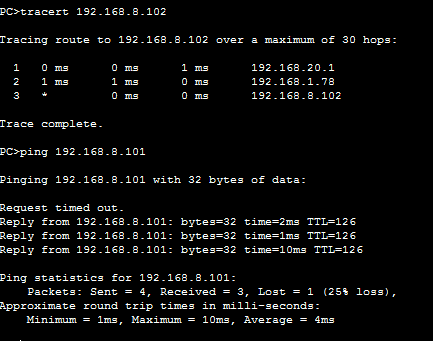 PC>tracert 192.168.8.102
Tracing route to 192.168.8.102 over a maximum of 30 hops:
1 0 ms 0 ms 1 ms 192.168.20.1
2 1 ms 1 ms 0 ms 192.168.1.78
3 * 0 ms 0 ms 192.168.8.102
Trace complete.
PC>ping 192.168.8.101
Pinging 192.168.8.101 with 32 bytes of data:
Request timed out.
Reply from 192.168.8.101: bytes=32 time=2ms TTL=126
Reply from 192.168.8.101: bytes=32 time=1ms TTL=126
Reply from 192.168.8.101: bytes=32 time=10ms TTL=126
Ping statistics for 192.168.8.101:
Packets: Sent = 4, Received = 3, Lost = 1 (25% loss),
Approximate round trip times in milli-seconds:
Minimum = 1ms, Maximum = 10ms, Average = 4ms